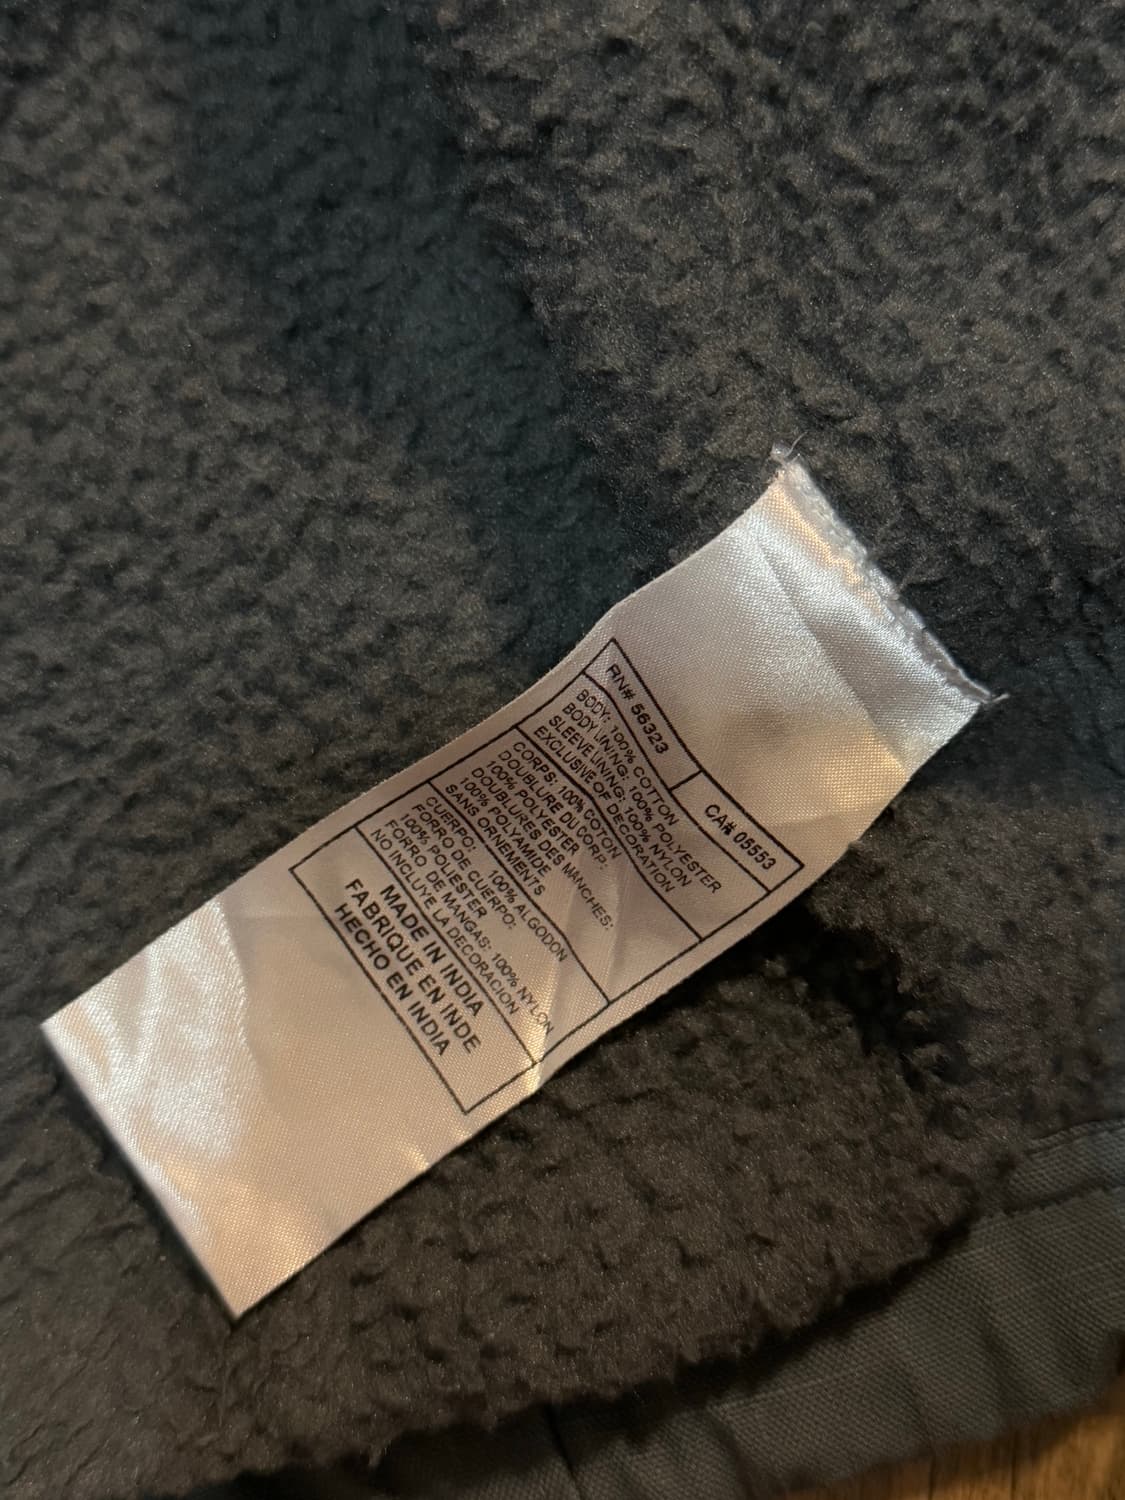 RN# 56323 CA# 05553
BODY: 100% COTTON
BODY LINING: 100% POLYESTER
SLEEVE LINING: 100% NYLON
EXCLUSIVE OF DECORATION
CORPS: 100% COTON
DOUBLURE DU CORP:
100% POLYESTER
DOUBLURES DES MANCHES:
100% POLYAMIDE
SANS ORNEMENTS
CUERPO: 100% ALGODON
FORRO DE CUERPO:
100% POLIESTER
FORRO DE MANGAS: 100% NYLON
NO INCLUYE LA DECORACION
MADE IN INDIA
FABRIQUE EN INDE
HECHO EN INDIA